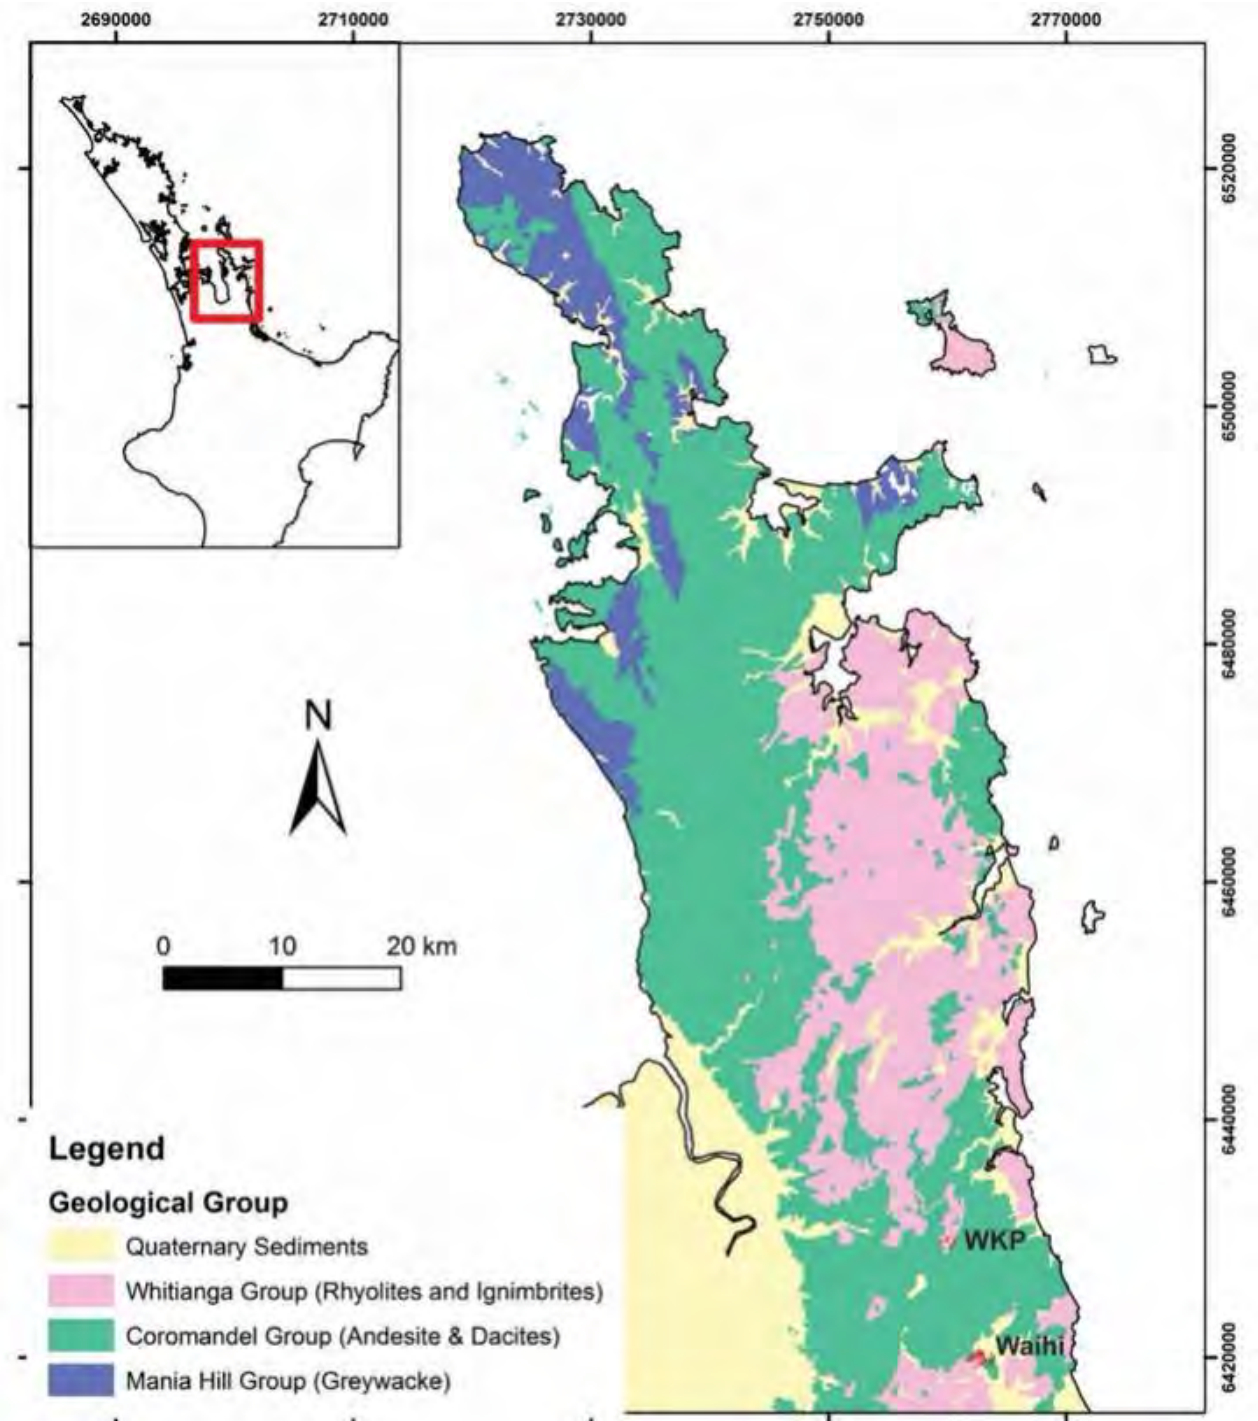 2690000 2710000 2730000 2750000 2770000
6520000
6500000
N
6480000
6460000
0 10 20 km
6440000
Legend
Geological Group
Quaternary Sediments
Whitianga Group (Rhyolites and Ignimbrites)
Coromandel Group (Andesite & Dacites)
Mania Hill Group (Greywacke)
WKP
Waihi
6420000